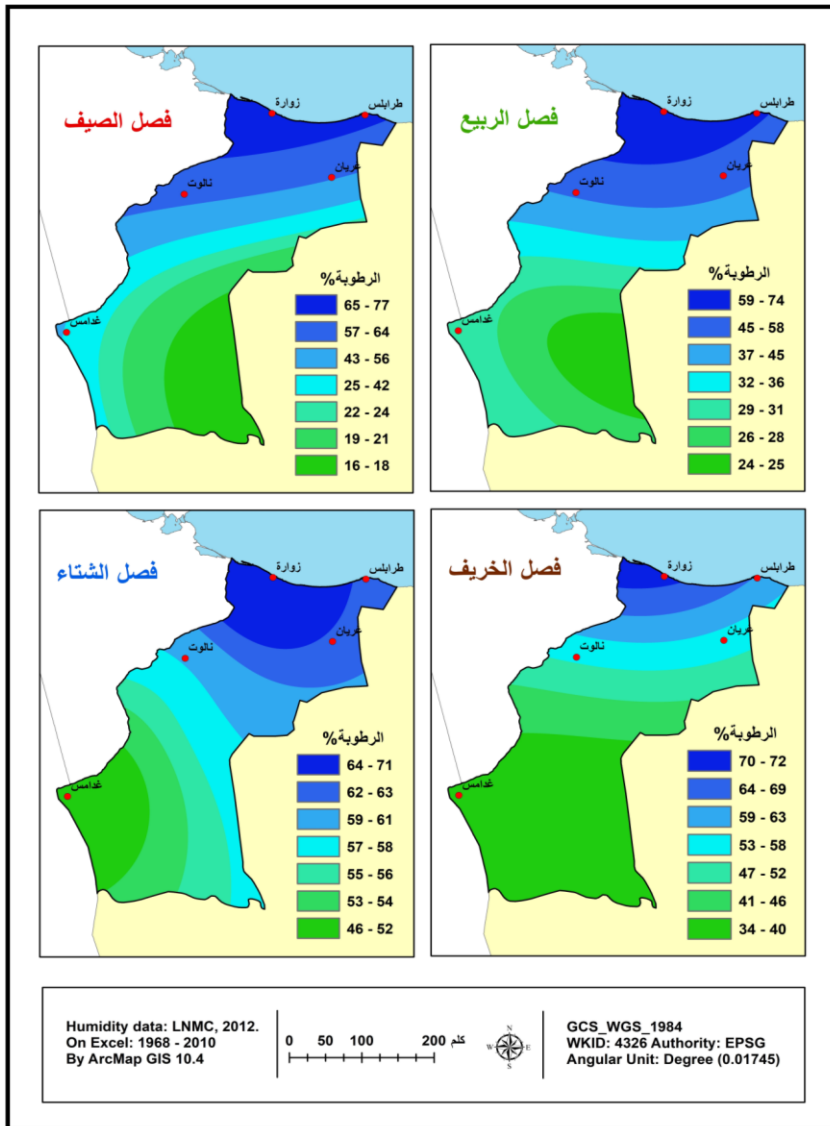 فصل الصيف
زوارة
طرابلس
غريان
نالوت
غدامس
الرطوبة%
65 - 77
57 - 64
43 - 56
25 - 42
22 - 24
19 - 21
16 - 18
فصل الربيع
زوارة
طرابلس
غريان
نالوت
غدامس
الرطوبة%
59 - 74
45 - 58
37 - 45
32 - 36
29 - 31
26 - 28
24 - 25
فصل الشتاء
زوارة
طرابلس
غريان
نالوت
غدامس
الرطوبة%
64 - 71
62 - 63
59 - 61
57 - 58
55 - 56
53 - 54
46 - 52
فصل الخريف
زوارة
طرابلس
غريان
نالوت
غدامس
الرطوبة%
70 - 72
64 - 69
59 - 63
53 - 58
47 - 52
41 - 46
34 - 40
Humidity data: LNMC, 2012.
On Excel: 1968 - 2010
By ArcMap GIS 10.4
0 50 100 200 كلم
N
W E
S
GCS_WGS_1984
WKID: 4326 Authority: EPSG
Angular Unit: Degree (0.01745)